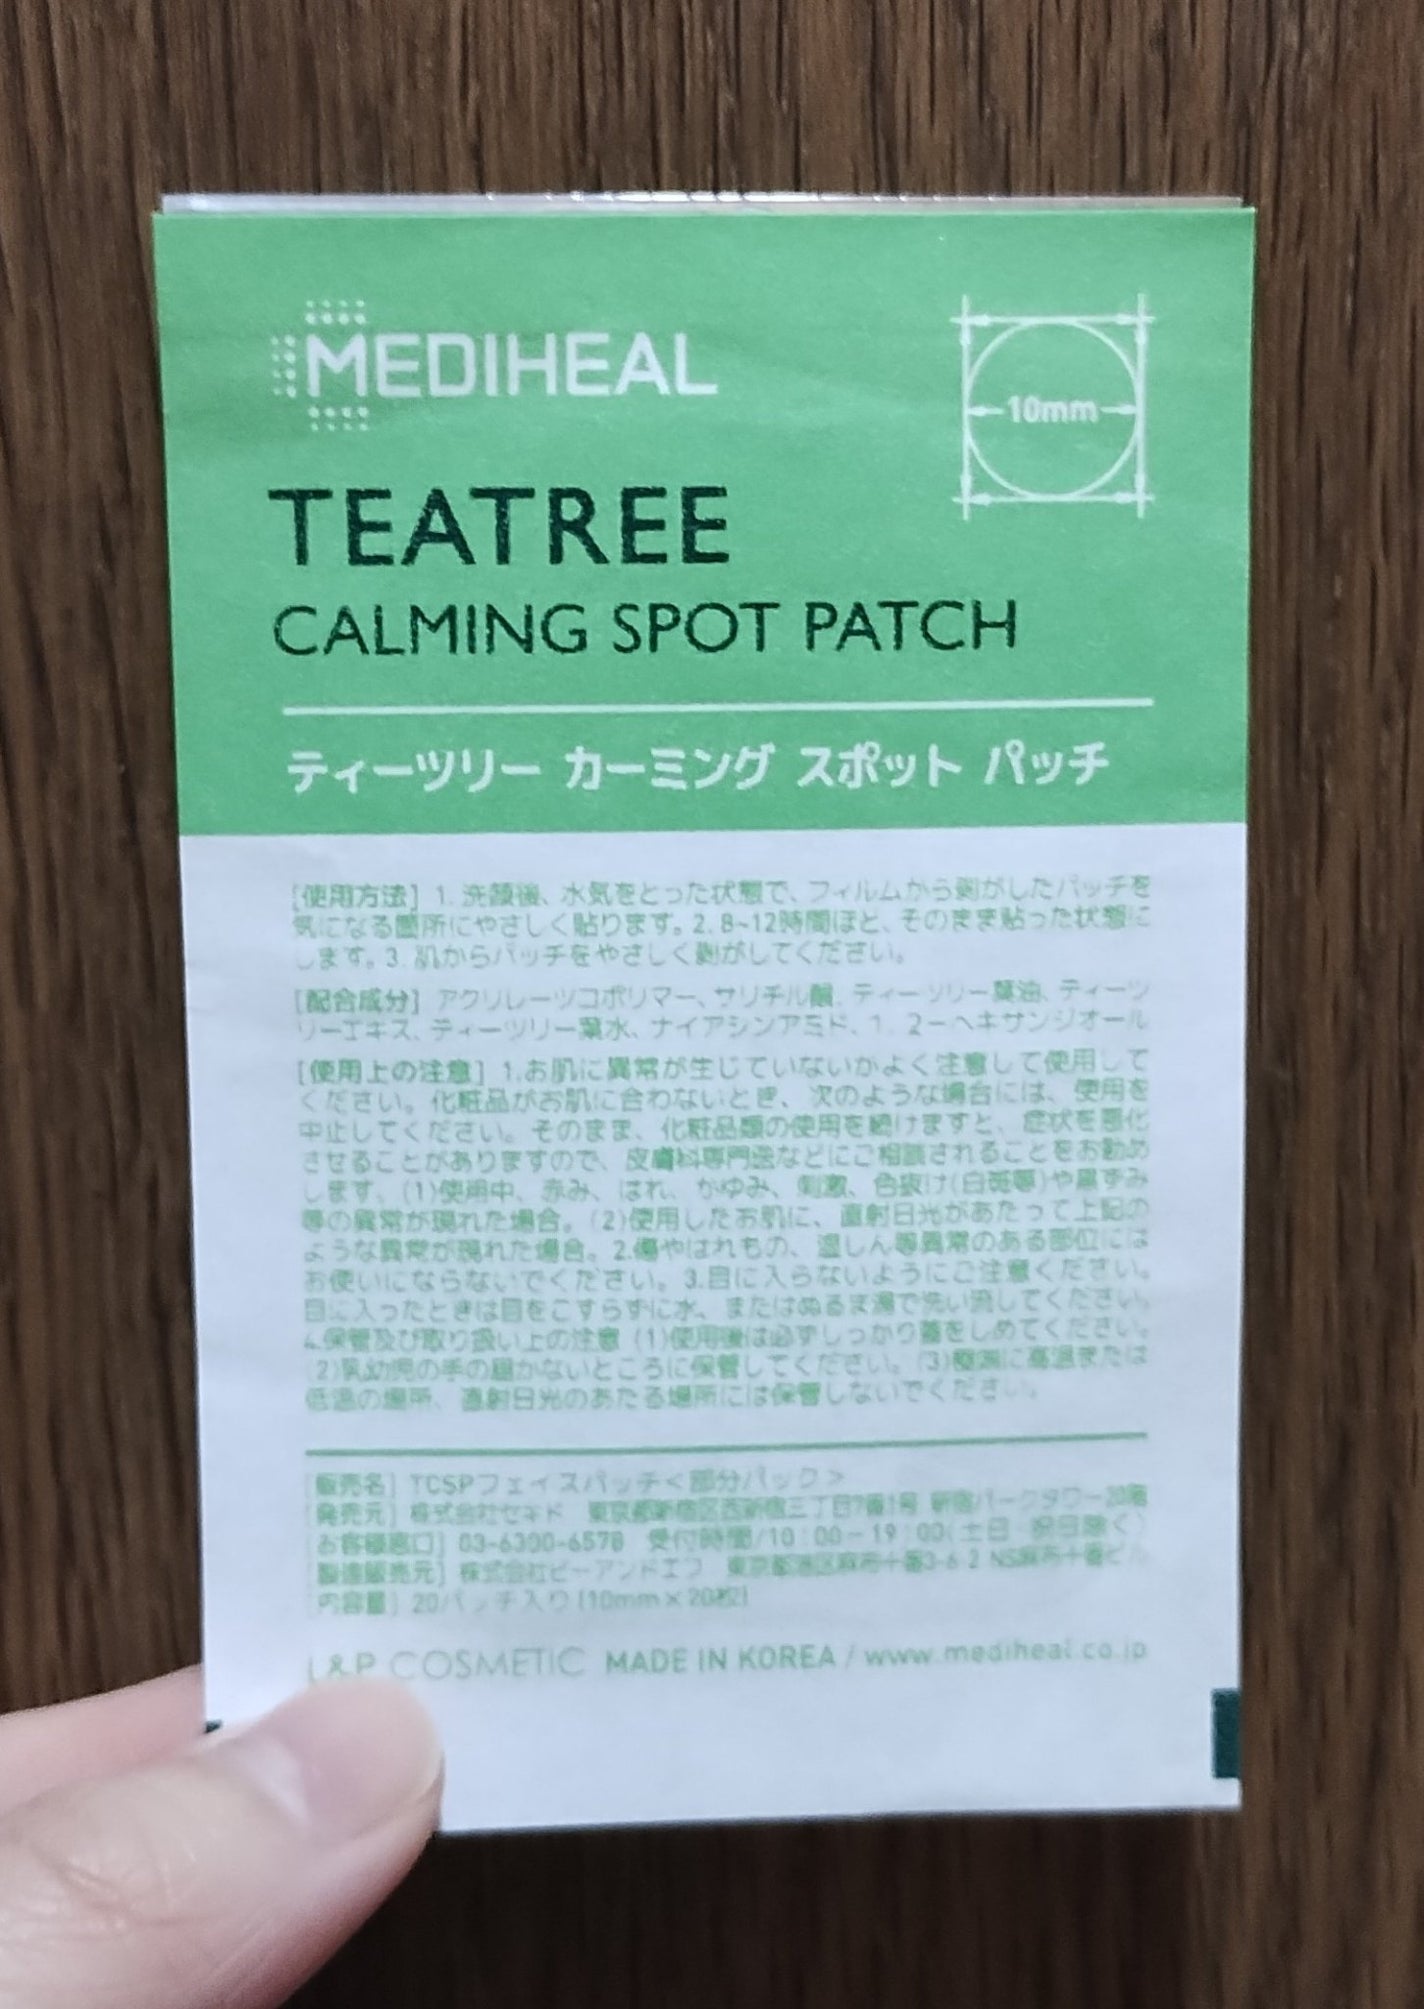 MEDIHEAL
10mm
TEATREE
CALMING SPOT PATCH
ティーツリー カーミング スポット パッチ
[使用方法] 1. 洗顔後、水気をとった状態で、フィルムから剥がしたパッチを
気になる箇所にやさしく貼ります。2. 8~12時間ほど、そのまま貼った状態に
します。3. 肌からパッチをやさしく剥がしてください。
[配合成分] アクリレーツコポリマー、サリチル酸、ティーツリー葉油、ティーツ
リーエキス、ティーツリー葉水、ナイアシンアミド、1，2－ヘキサンジオール
[使用上の注意] 1.お肌に異常が生じていないかよく注意して使用して
ください。化粧品がお肌に合わないとき、次のような場合には、使用を
中止してください。そのまま、化粧品類の使用を続けますと、症状を悪化
させることがありますので、皮膚科専門医などにご相談されることをお勧め
します。(1)使用中、赤み、はれ、かゆみ、刺激、色抜け(白斑等)や黒ずみ
等の異常が現れた場合。(2)使用したお肌に、直射日光があたって上記の
ような異常が現れた場合。2.傷やはれもの、湿しん等異常のある部位には
お使いにならないでください。3.目に入らないようにご注意ください。
目に入ったときは目をこすらずに水、またはぬるま湯で洗い流してください。
4.保管及び取り扱い上の注意 (1)使用後は必ずしっかり蓋をしめてください。
(2)乳幼児の手の届かないところに保管してください。(3)極端に高温または
低温の場所、直射日光のあたる場所には保管しないでください。
[販売名] TCSPフェイスパッチ<部分パック>
[発売元] 株式会社セキド 東京都新宿区西新宿三丁目7番1号 新宿パークタワー20階
[お客様窓口] 03-6300-6578 受付時間/10:00-19:00(土日 祝日除く)
[製造販売元] 株式会社ピーアンドエフ 東京都港区麻布十番3-6-2 NS麻布十番ビル
[内容量] 20パッチ入り(10mm×20枚)
L&P COSMETIC MADE IN KOREA / www.mediheal.co.jp